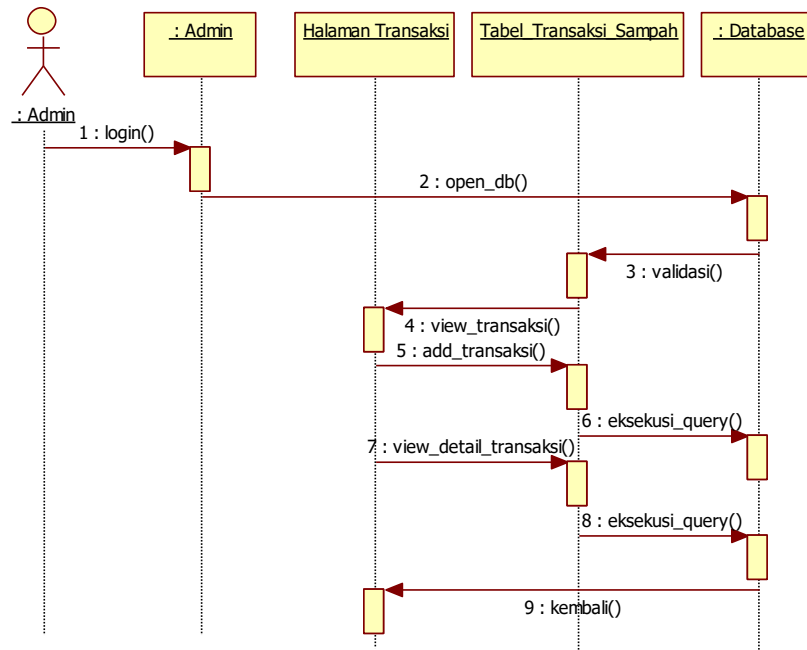 : Admin
Halaman Transaksi
Tabel_Transaksi_Sampah
: Database
: Admin
1 : login()
2 : open_db()
3 : validasi()
4 : view_transaksi()
5 : add_transaksi()
6 : eksekusi_query()
7 : view_detail_transaksi()
8 : eksekusi_query()
9 : kembali()